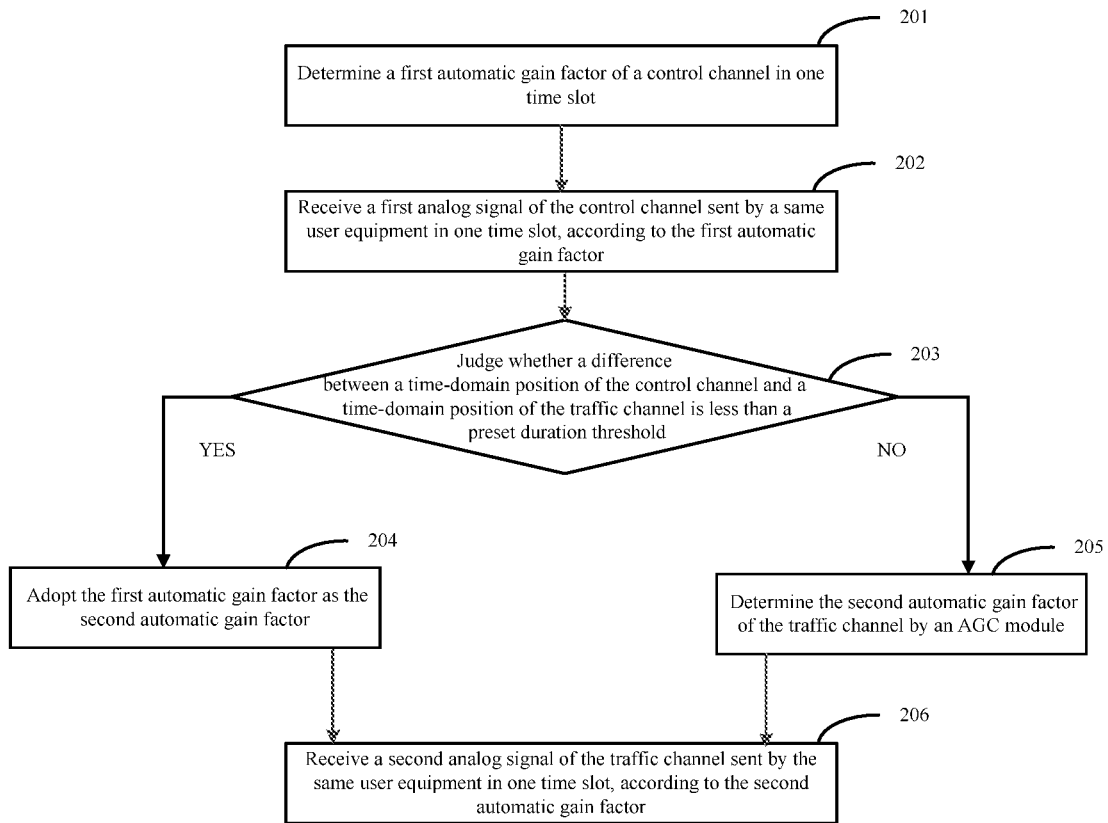 201
Determine a first automatic gain factor of a control channel in one
time slot
202
Receive a first analog signal of the control channel sent by a same
user equipment in one time slot, according to the first automatic
gain factor
203
Judge whether a difference
between a time-domain position of the control channel and a
time-domain position of the traffic channel is less than a
preset duration threshold
YES
NO
204
Adopt the first automatic gain factor as the
second automatic gain factor
205
Determine the second automatic gain factor
of the traffic channel by an AGC module
206
Receive a second analog signal of the traffic channel sent by the
same user equipment in one time slot, according to the second
automatic gain factor